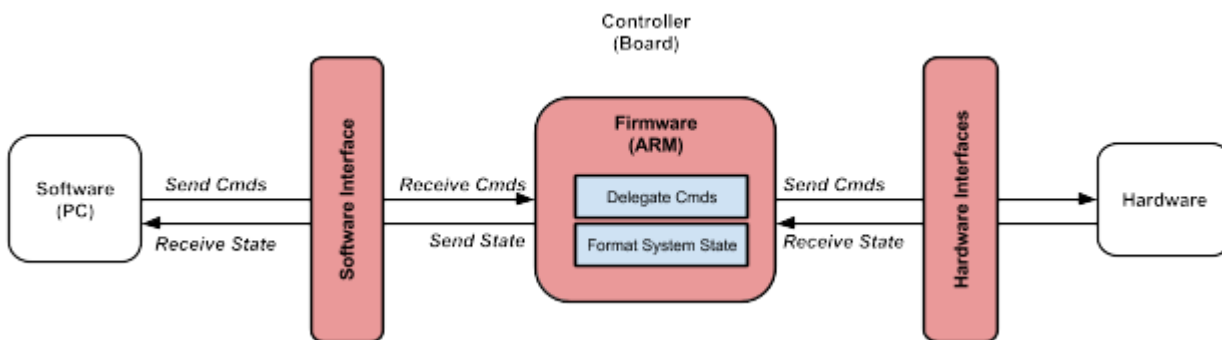 Controller
(Board)
Software
(PC)
Send Cmds
Receive State
Software Interface
Receive Cmds
Send State
Firmware
(ARM)
Delegate Cmds
Format System State
Send Cmds
Receive State
Hardware Interfaces
Hardware